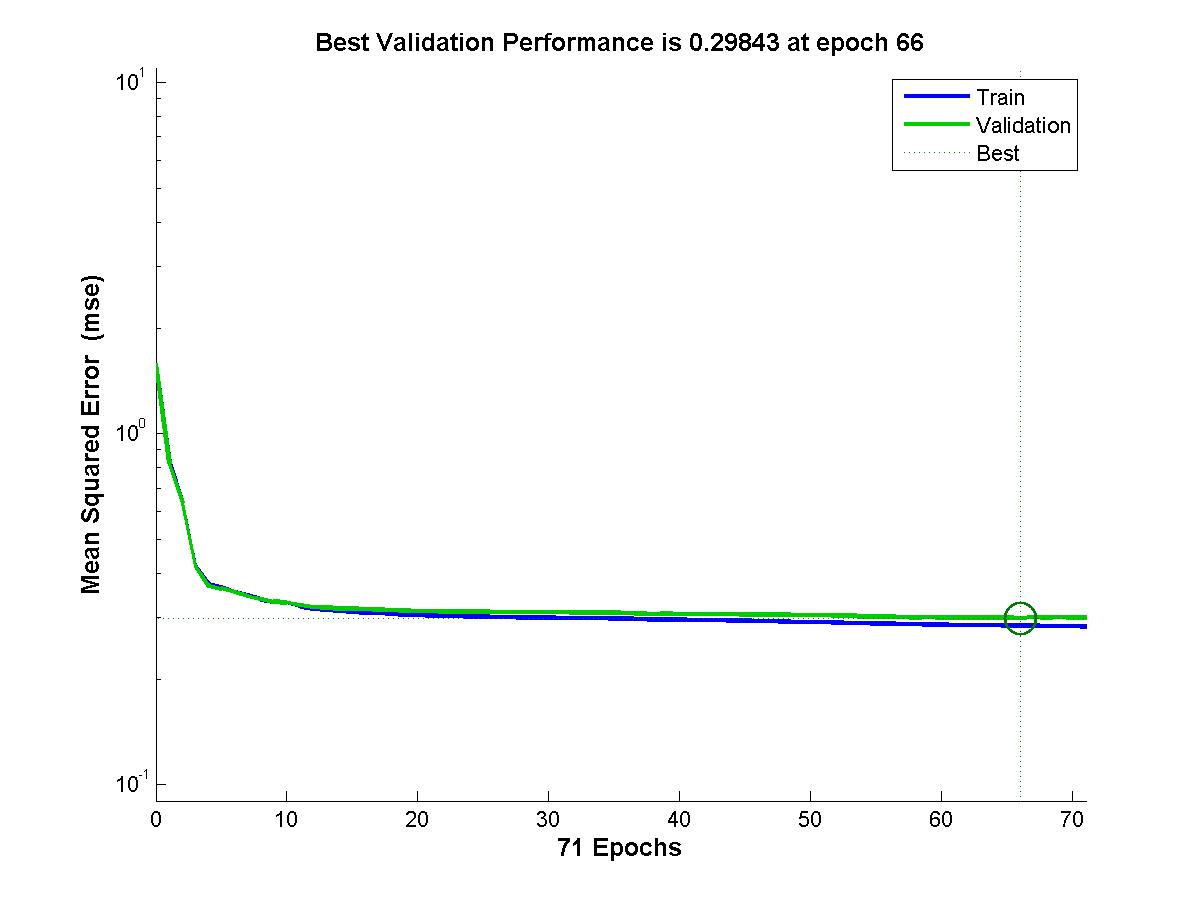 Best Validation Performance is 0.29843 at epoch 66
Train
Validation
Best
Mean Squared Error (mse)
10^1
10^0
10^-1
0 10 20 30 40 50 60 70
71 Epochs